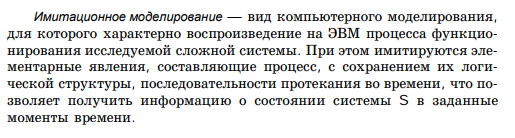 Имитационное моделирование — вид компьютерного моделирования,
для которого характерно воспроизведение на ЭВМ процесса функцио-
нирования исследуемой сложной системы. При этом имитируются эле-
ментарные явления, составляющие процесс, с сохранением их логи-
ческой структуры, последовательности протекания во времени, что по-
зволяет получить информацию о состоянии системы S в заданные
моменты времени.